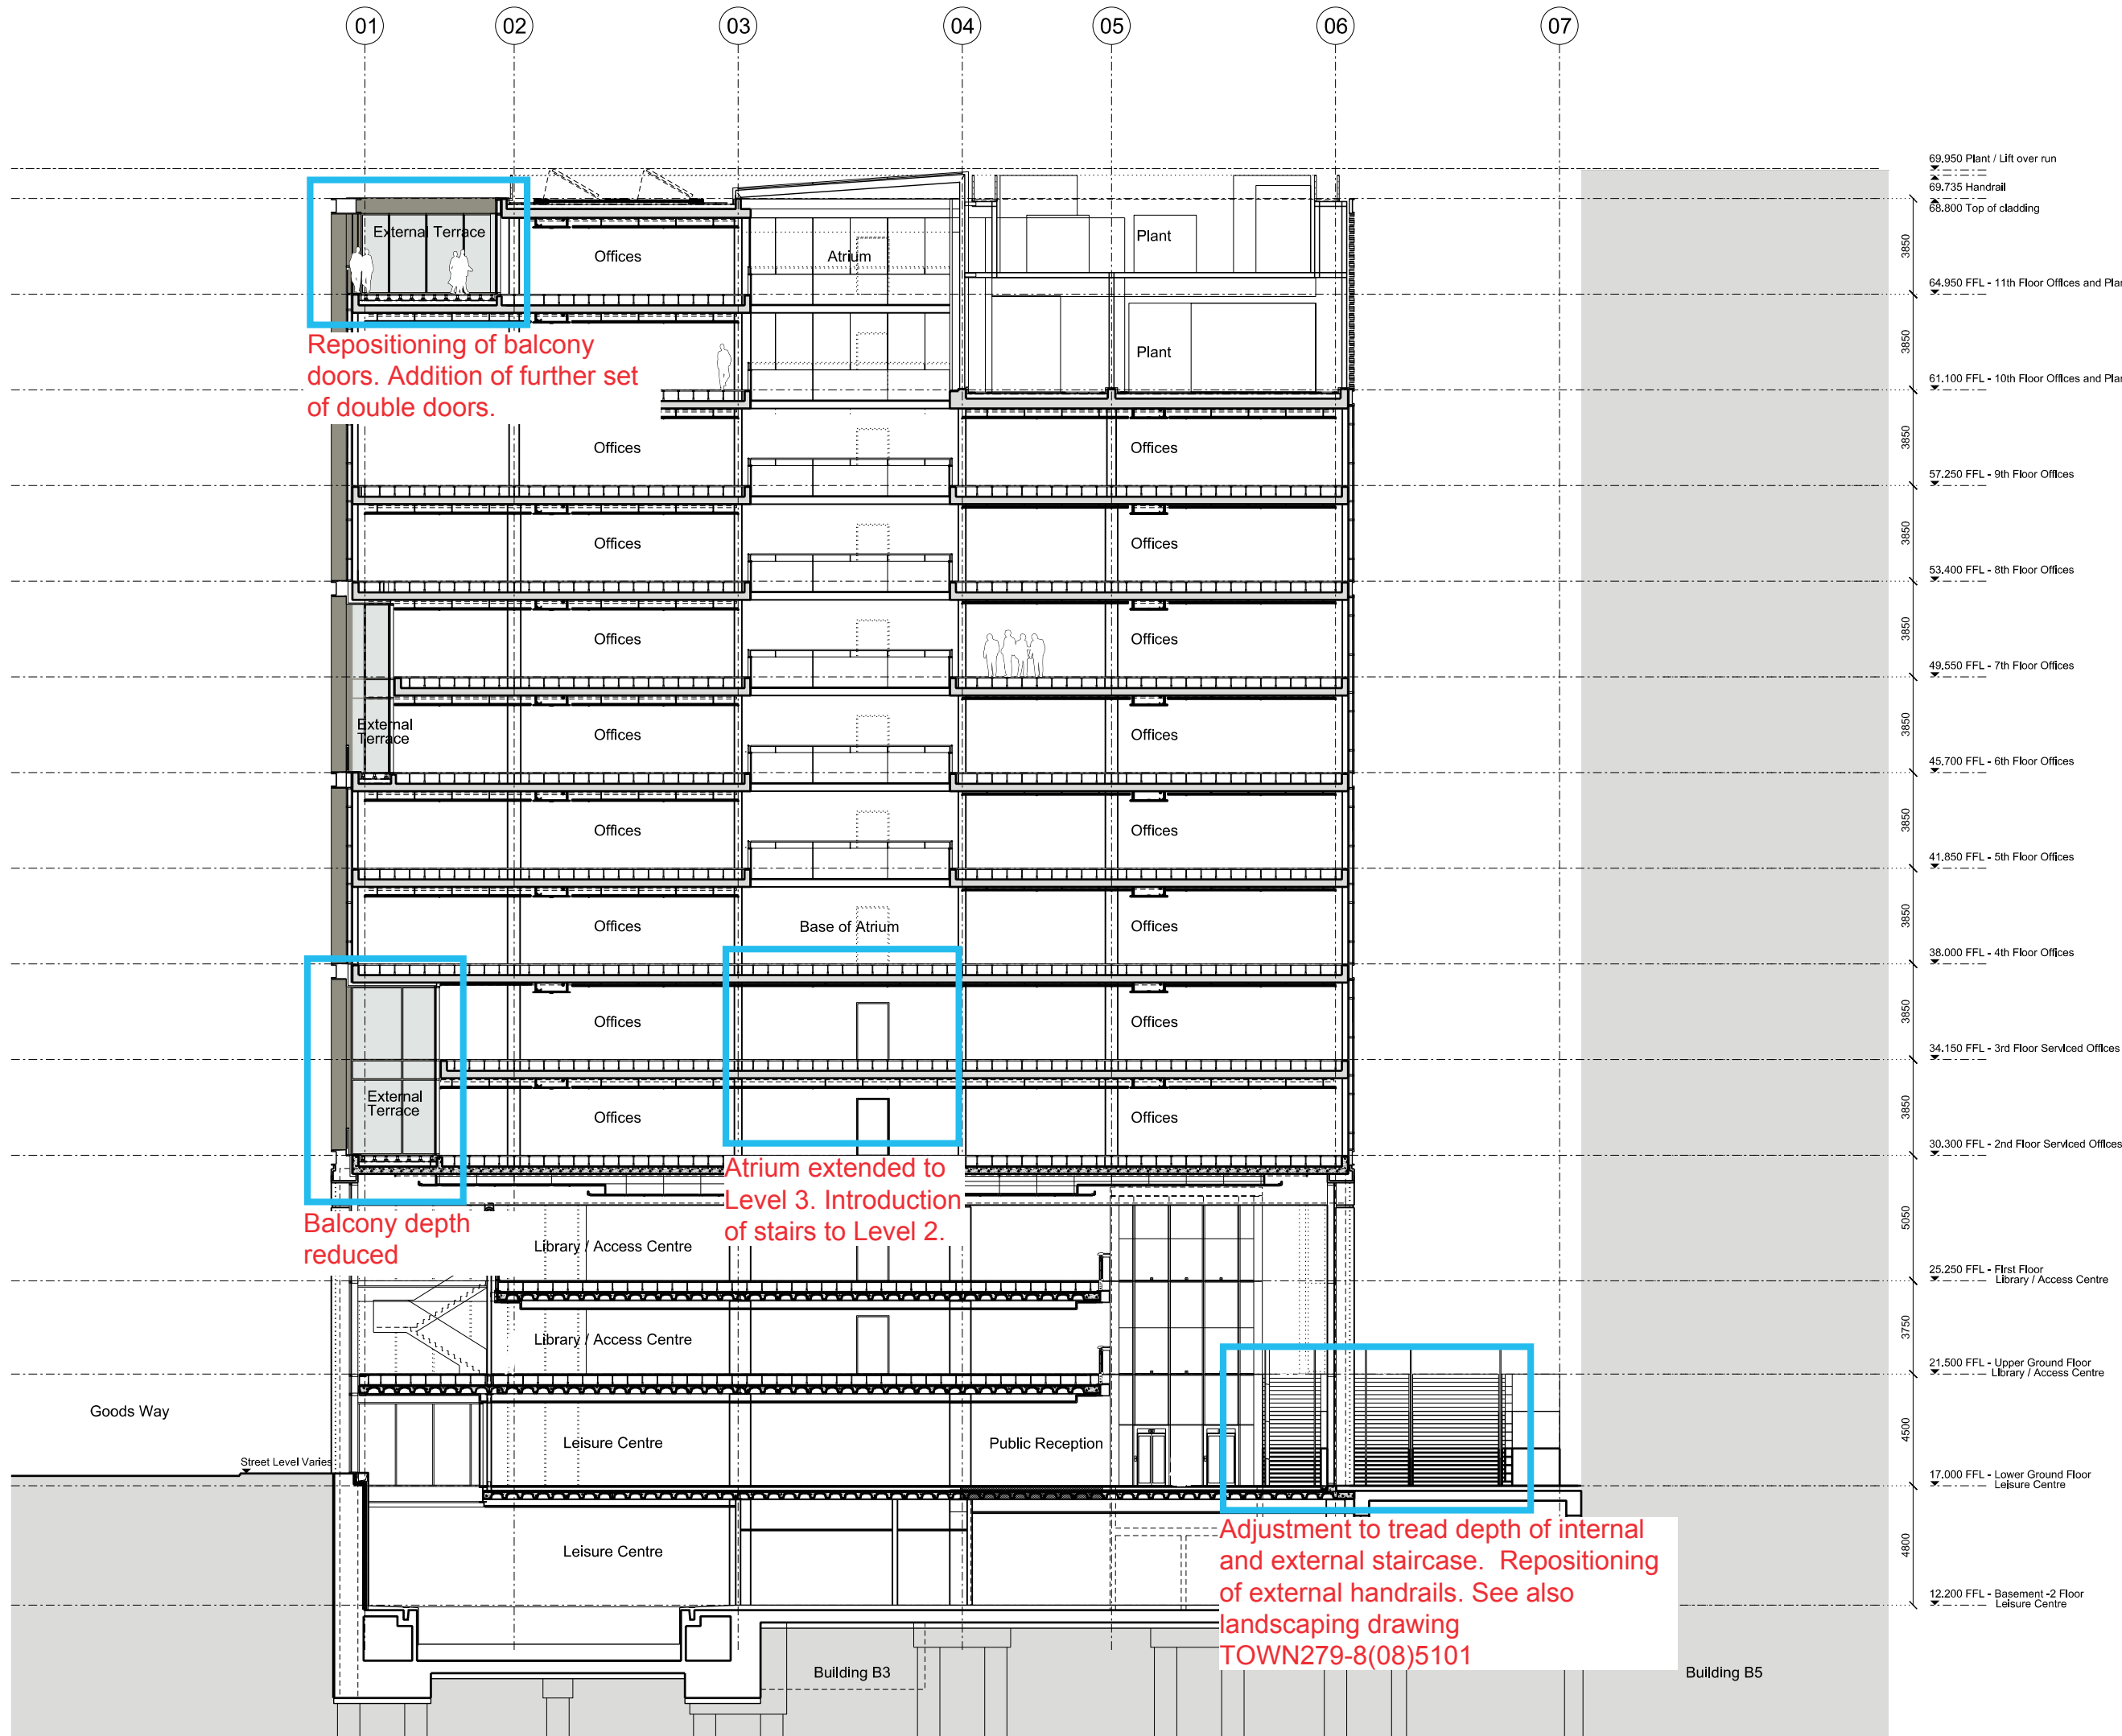 01
02
03
04
05
06
07
69.950 Plant / Lift over run
69.735 Handrail
68.800 Top of cladding
External Terrace
Offices
Atrium
Plant
3850
64.950 FFL - 11th Floor Offices and Plan
Repositioning of balcony
doors. Addition of further set
of double doors.
Plant
3850
61.100 FFL - 10th Floor Offices and Plan
Offices
Offices
3850
57.250 FFL - 9th Floor Offices
Offices
Offices
3850
53.400 FFL - 8th Floor Offices
Offices
Offices
3850
49.550 FFL - 7th Floor Offices
External
Terrace
Offices
Offices
3850
45.700 FFL - 6th Floor Offices
Offices
Offices
3850
41.850 FFL - 5th Floor Offices
Offices
Base of Atrium
Offices
3850
38.000 FFL - 4th Floor Offices
Offices
Offices
3850
34.150 FFL - 3rd Floor Serviced Offices
External
Terrace
Offices
Offices
3850
30.300 FFL - 2nd Floor Serviced Offices
Atrium extended to
Level 3. Introduction
of stairs to Level 2.
Balcony depth
reduced
Library / Access Centre
5050
25.250 FFL - First Floor
Library / Access Centre
Library / Access Centre
3750
21.500 FFL - Upper Ground Floor
Library / Access Centre
Goods Way
Street Level Varies
Leisure Centre
Public Reception
4500
17.000 FFL - Lower Ground Floor
Leisure Centre
Leisure Centre
Adjustment to tread depth of internal
and external staircase. Repositioning
of external handrails. See also
landscaping drawing
TOWN279-8(08)5101
4800
12.200 FFL - Basement -2 Floor
Leisure Centre
Building B3
Building B5